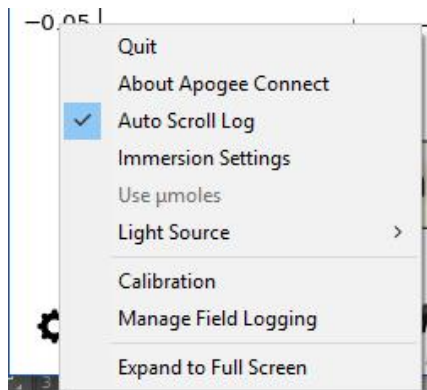 −0.05
Quit
About Apogee Connect
Auto Scroll Log
Immersion Settings
Use µmoles
Light Source
Calibration
Manage Field Logging
Expand to Full Screen
3